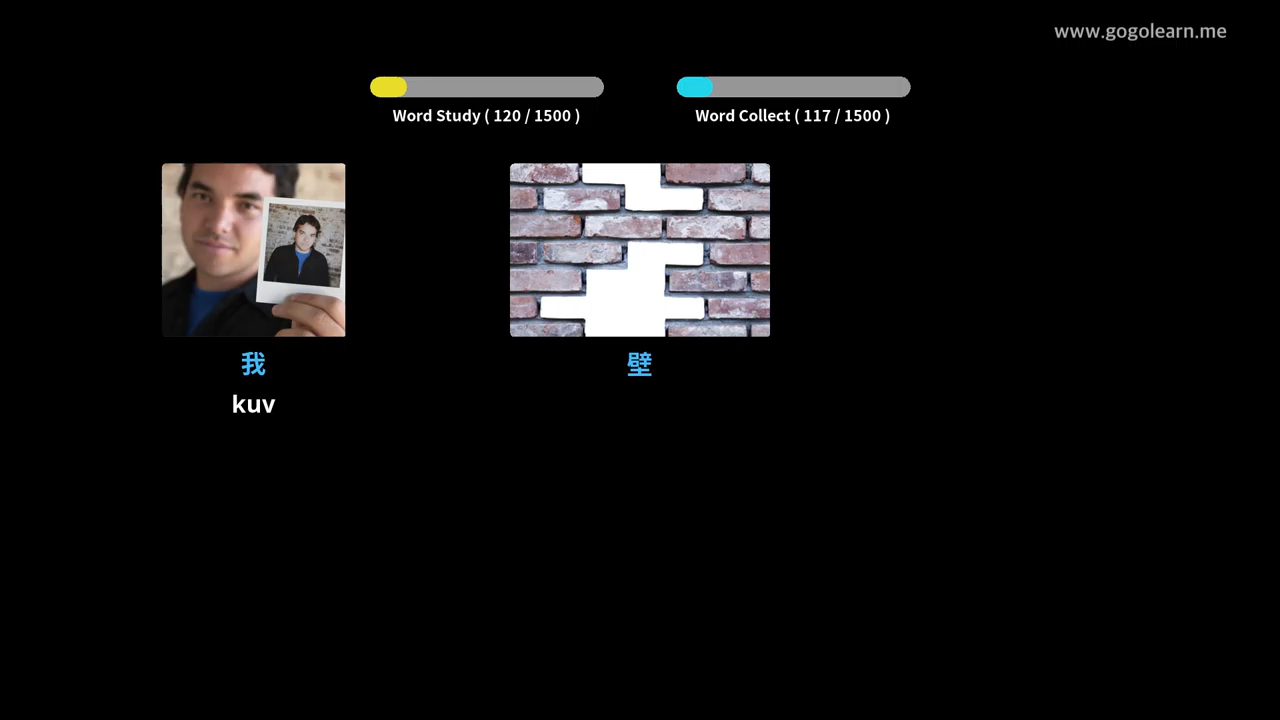 www.gogolearn.me
Word Study ( 120 / 1500 )
Word Collect ( 117 / 1500 )
我
kuv
壁